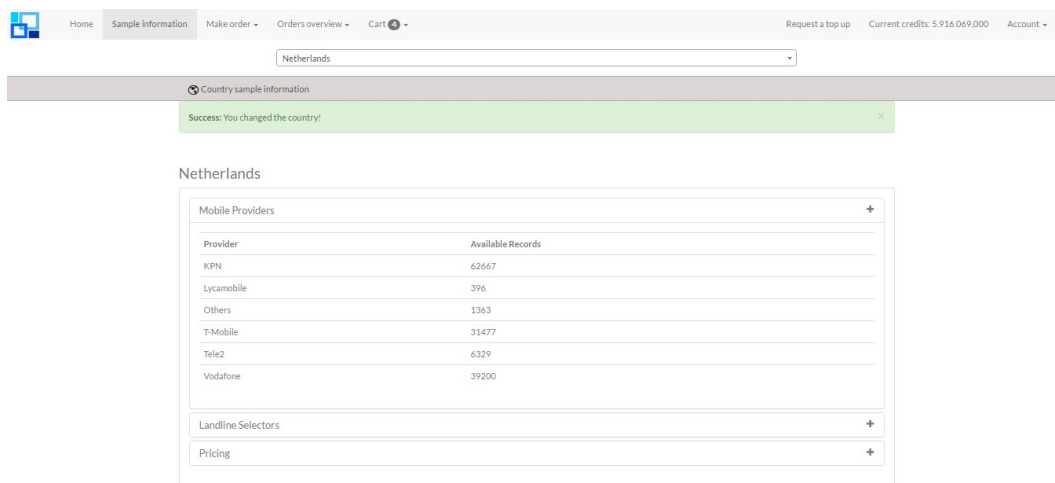 Home Sample information Make order Orders overview Cart 4 Request a top up Current credits: 5.916.069,000 Account
Netherlands
Country sample information
Success: You changed the country! ×
Netherlands
Mobile Providers +
Provider Available Records
KPN 62667
Lycamobile 396
Others 1363
T-Mobile 31477
Tele2 6329
Vodafone 39200
Landline Selectors +
Pricing +